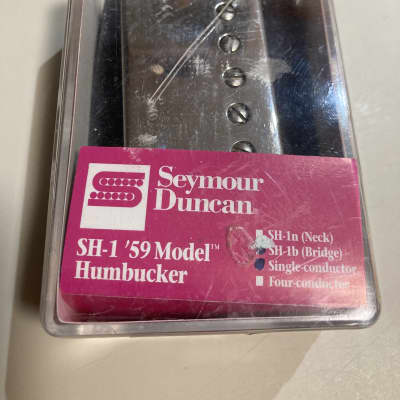 Seymour
Duncan
SH-1 '59 Model™
Humbucker
SH-1n (Neck)
SH-1b (Bridge)
Single-conductor
Four-conductor